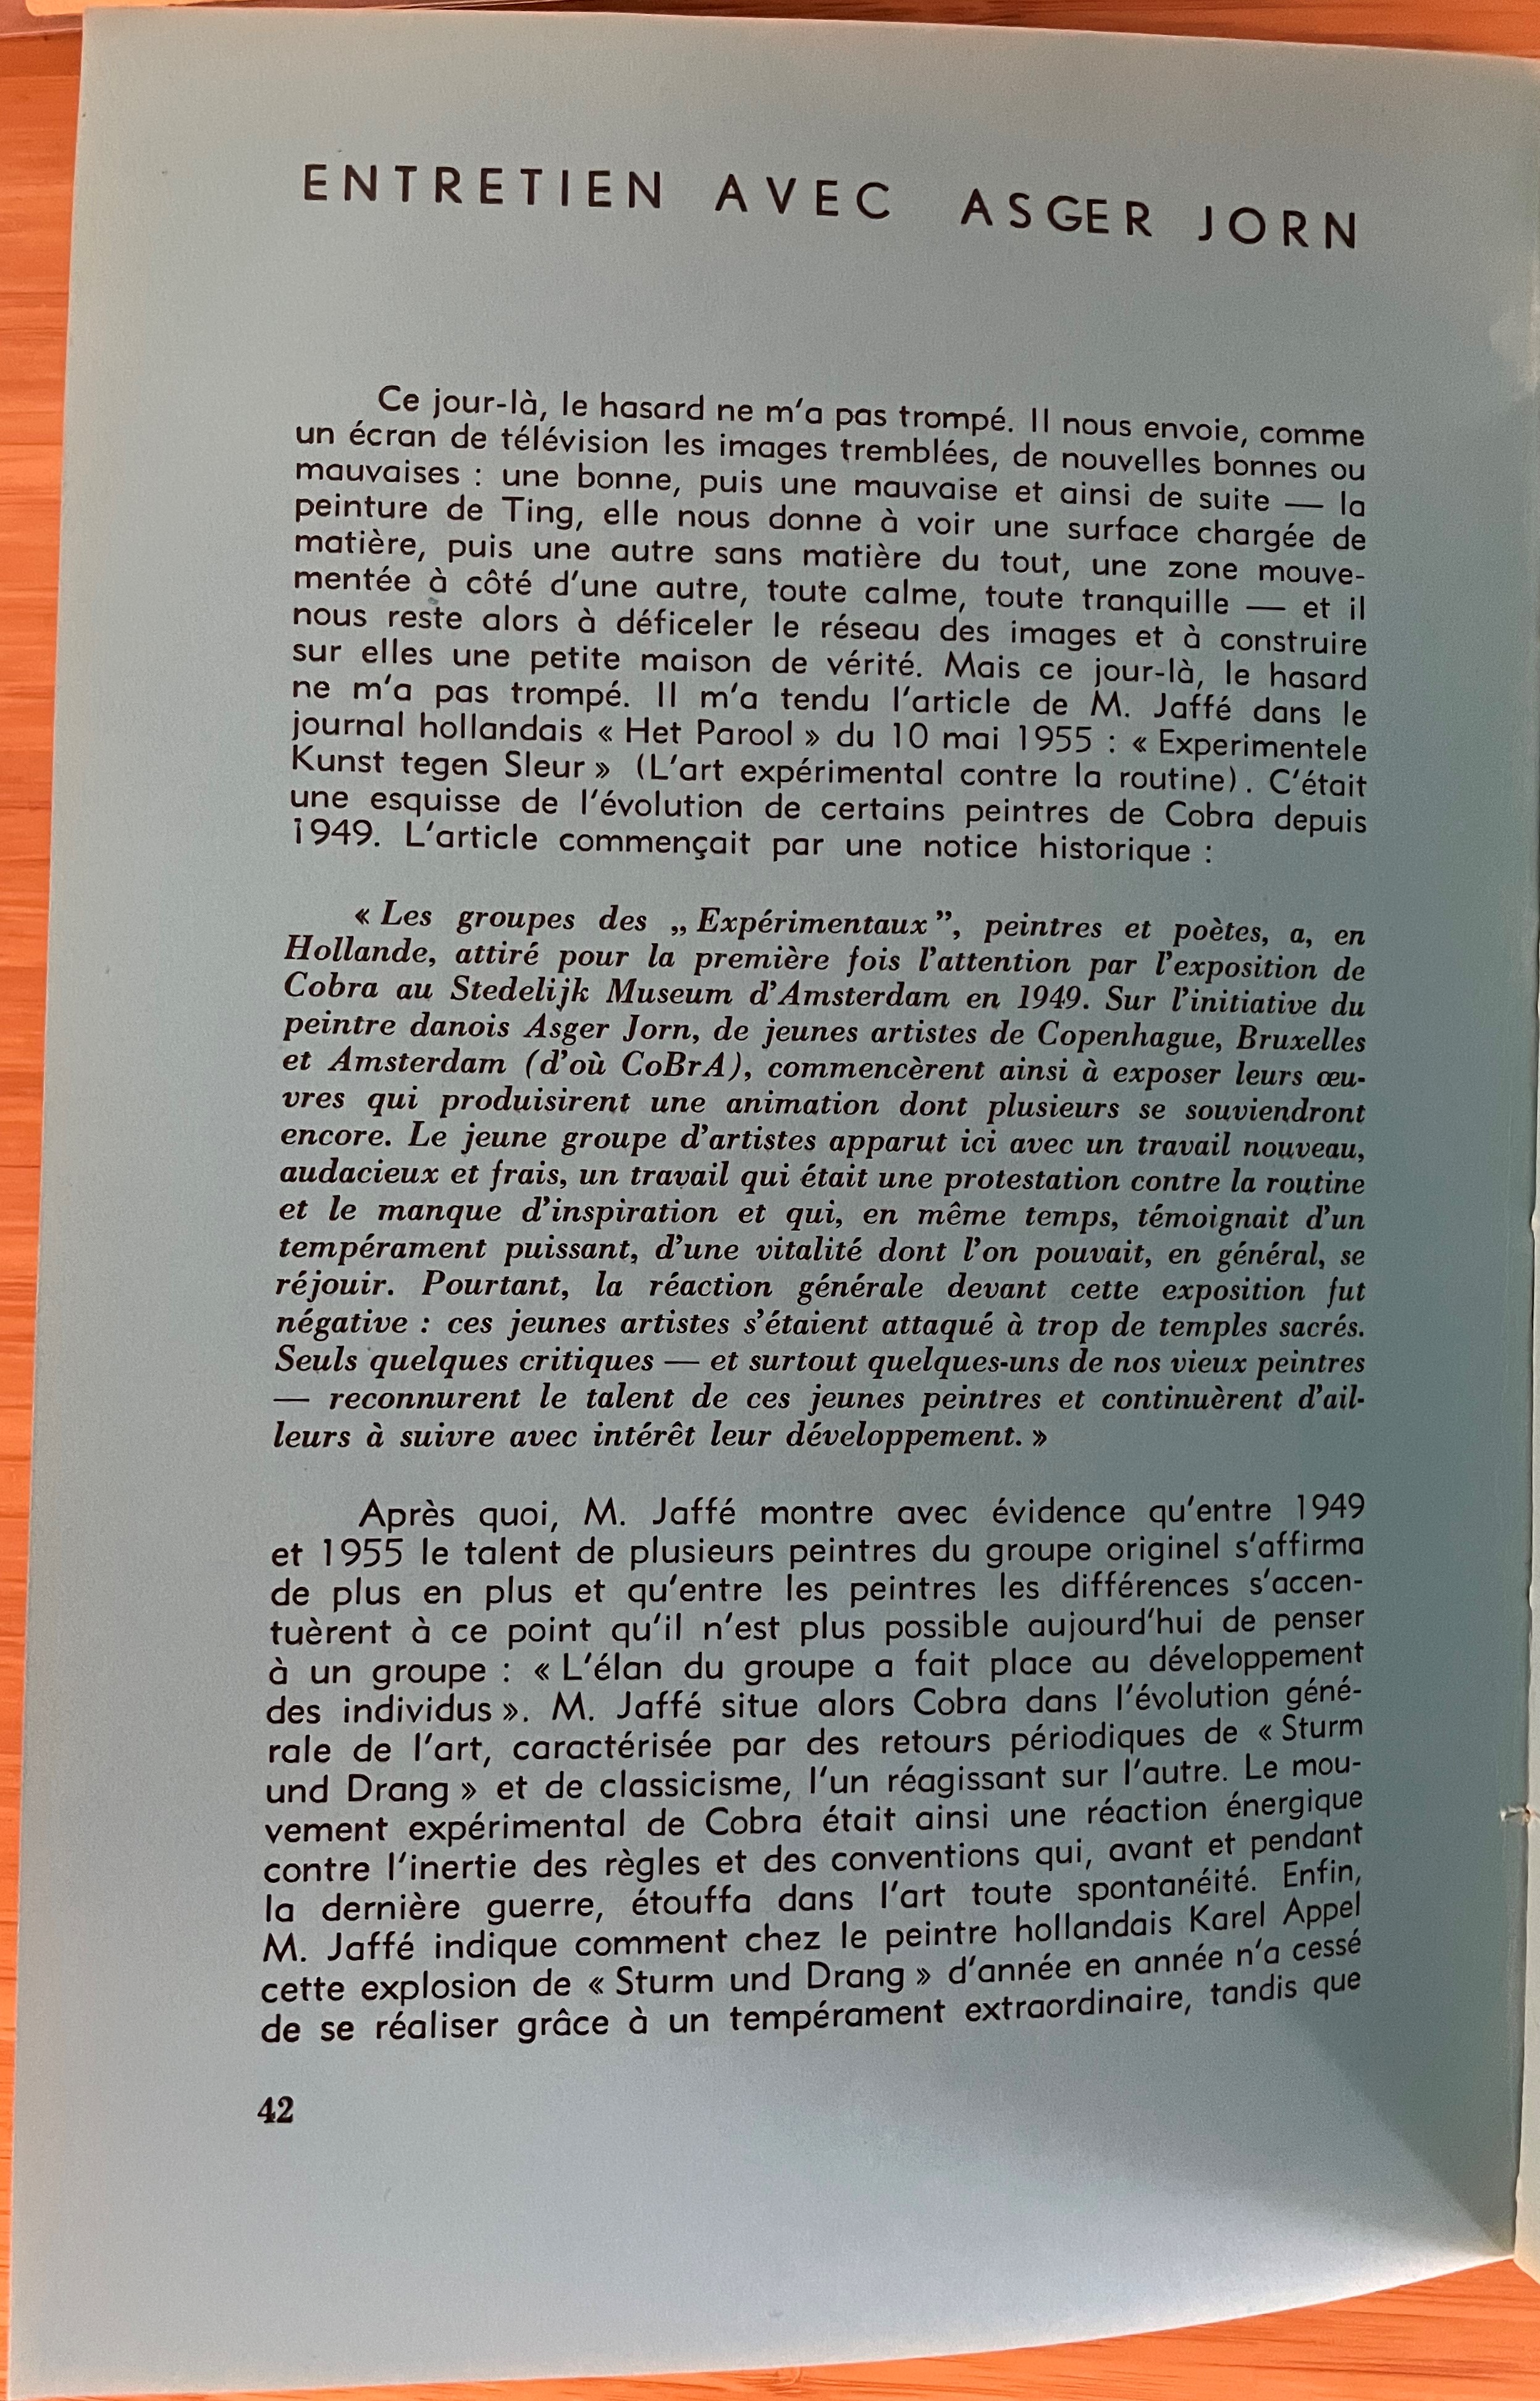 ENTRETIEN AVEC ASGER JORN
Ce jour-là, le hasard ne m'a pas trompé. Il nous envoie, comme
un écran de télévision les images tremblées, de nouvelles bonnes ou
mauvaises : une bonne, puis une mauvaise et ainsi de suite — la
peinture de Ting, elle nous donne à voir une surface chargée de
matière, puis une autre sans matière du tout, une zone mouve-
mentée à côté d'une autre, toute calme, toute tranquille — et il
nous reste alors à déficeler le réseau des images et à construire
sur elles une petite maison de vérité. Mais ce jour-là, le hasard
ne m'a pas trompé. Il m'a tendu l'article de M. Jaffé dans le
journal hollandais « Het Parool » du 10 mai 1955 : « Experimentele
Kunst tegen Sleur » (L'art expérimental contre la routine). C'était
une esquisse de l'évolution de certains peintres de Cobra depuis
1949. L'article commençait par une notice historique :
« Les groupes des „ Expérimentaux ”, peintres et poètes, a, en
Hollande, attiré pour la première fois l'attention par l'exposition de
Cobra au Stedelijk Museum d'Amsterdam en 1949. Sur l'initiative du
peintre danois Asger Jorn, de jeunes artistes de Copenhague, Bruxelles
et Amsterdam (d'où CoBrA), commencèrent ainsi à exposer leurs œu-
vres qui produisirent une animation dont plusieurs se souviendront
encore. Le jeune groupe d'artistes apparut ici avec un travail nouveau,
audacieux et frais, un travail qui était une protestation contre la routine
et le manque d'inspiration et qui, en même temps, témoignait d'un
tempérament puissant, d'une vitalité dont l'on pouvait, en général, se
réjouir. Pourtant, la réaction générale devant cette exposition fut
négative : ces jeunes artistes s'étaient attaqué à trop de temples sacrés.
Seuls quelques critiques — et surtout quelques-uns de nos vieux peintres
— reconnurent le talent de ces jeunes peintres et continuèrent d'ail-
leurs à suivre avec intérêt leur développement. »
Après quoi, M. Jaffé montre avec évidence qu'entre 1949
et 1955 le talent de plusieurs peintres du groupe originel s'affirma
de plus en plus et qu'entre les peintres les différences s'accen-
tuèrent à ce point qu'il n'est plus possible aujourd'hui de penser
à un groupe : « L'élan du groupe a fait place au développement
des individus ». M. Jaffé situe alors Cobra dans l'évolution géné-
rale de l'art, caractérisée par des retours périodiques de « Sturm
und Drang » et de classicisme, l'un réagissant sur l'autre. Le mou-
vement expérimental de Cobra était ainsi une réaction énergique
contre l'inertie des règles et des conventions qui, avant et pendant
la dernière guerre, étouffa dans l'art toute spontanéité. Enfin,
M. Jaffé indique comment chez le peintre hollandais Karel Appel
cette explosion de « Sturm und Drang » d'année en année n'a cessé
de se réaliser grâce à un tempérament extraordinaire, tandis que
42